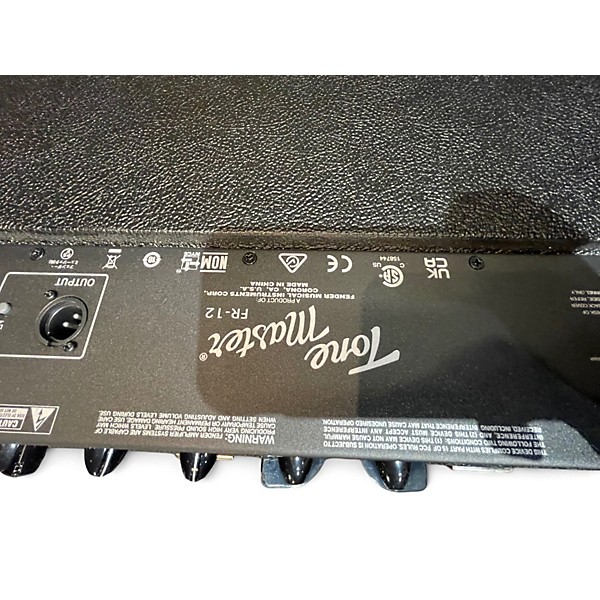 THIS DEVICE COMPLIES WITH PART 15 OF FCC RULES. OPERATION IS SUBJECT TO
THE FOLLOWING TWO CONDITIONS: (1) THIS DEVICE MAY NOT CAUSE HARMFUL
INTERFERENCE, AND (2) THIS DEVICE MUST ACCEPT ANY INTERFERENCE
RECEIVED INCLUDING INTERFERENCE THAT MAY CAUSE UNDESIRED OPERATION.
WARNING:
FENDER AMPLIFIER SYSTEMS ARE CAPABLE
OF PRODUCING VERY HIGH SOUND PRESSURE LEVELS WHICH MAY
CAUSE TEMPORARY OR PERMANENT HEARING DAMAGE. USE CARE
WHEN SETTING AND ADJUSTING VOLUME LEVELS DURING USE.
CAUTION
Tone
Master®
FR-12
A PRODUCT OF:
FENDER MUSICAL INSTRUMENTS CORP.
CORONA, CA, U.S.A.
MADE IN CHINA
UK
CA
C US
158744
NOM
10
OUTPUT